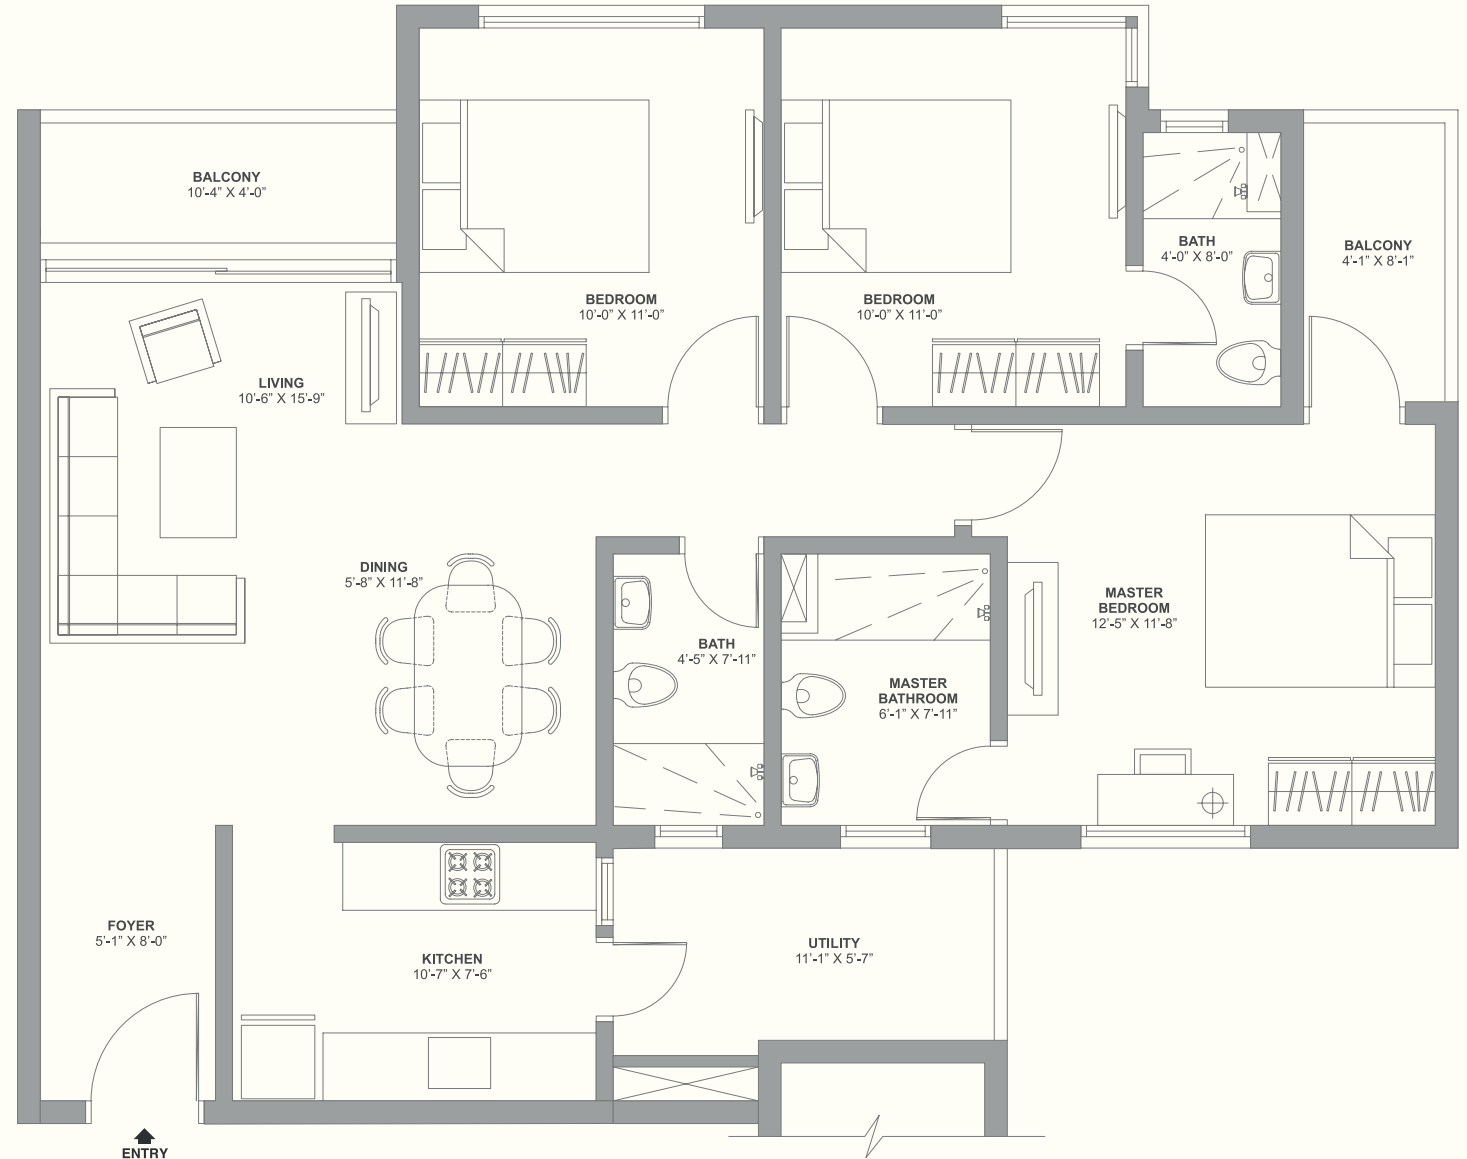 BALCONY
10'-4" X 4'-0"
BEDROOM
10'-0" X 11'-0"
BEDROOM
10'-0" X 11'-0"
BATH
4'-0" X 8'-0"
BALCONY
4'-1" X 8'-1"
LIVING
10'-6" X 15'-9"
DINING
5'-8" X 11'-8"
BATH
4'-5" X 7'-11"
MASTER
BATHROOM
6'-1" X 7'-11"
MASTER
BEDROOM
12'-5" X 11'-8"
FOYER
5'-1" X 8'-0"
KITCHEN
10'-7" X 7'-6"
UTILITY
11'-1" X 5'-7"
ENTRY